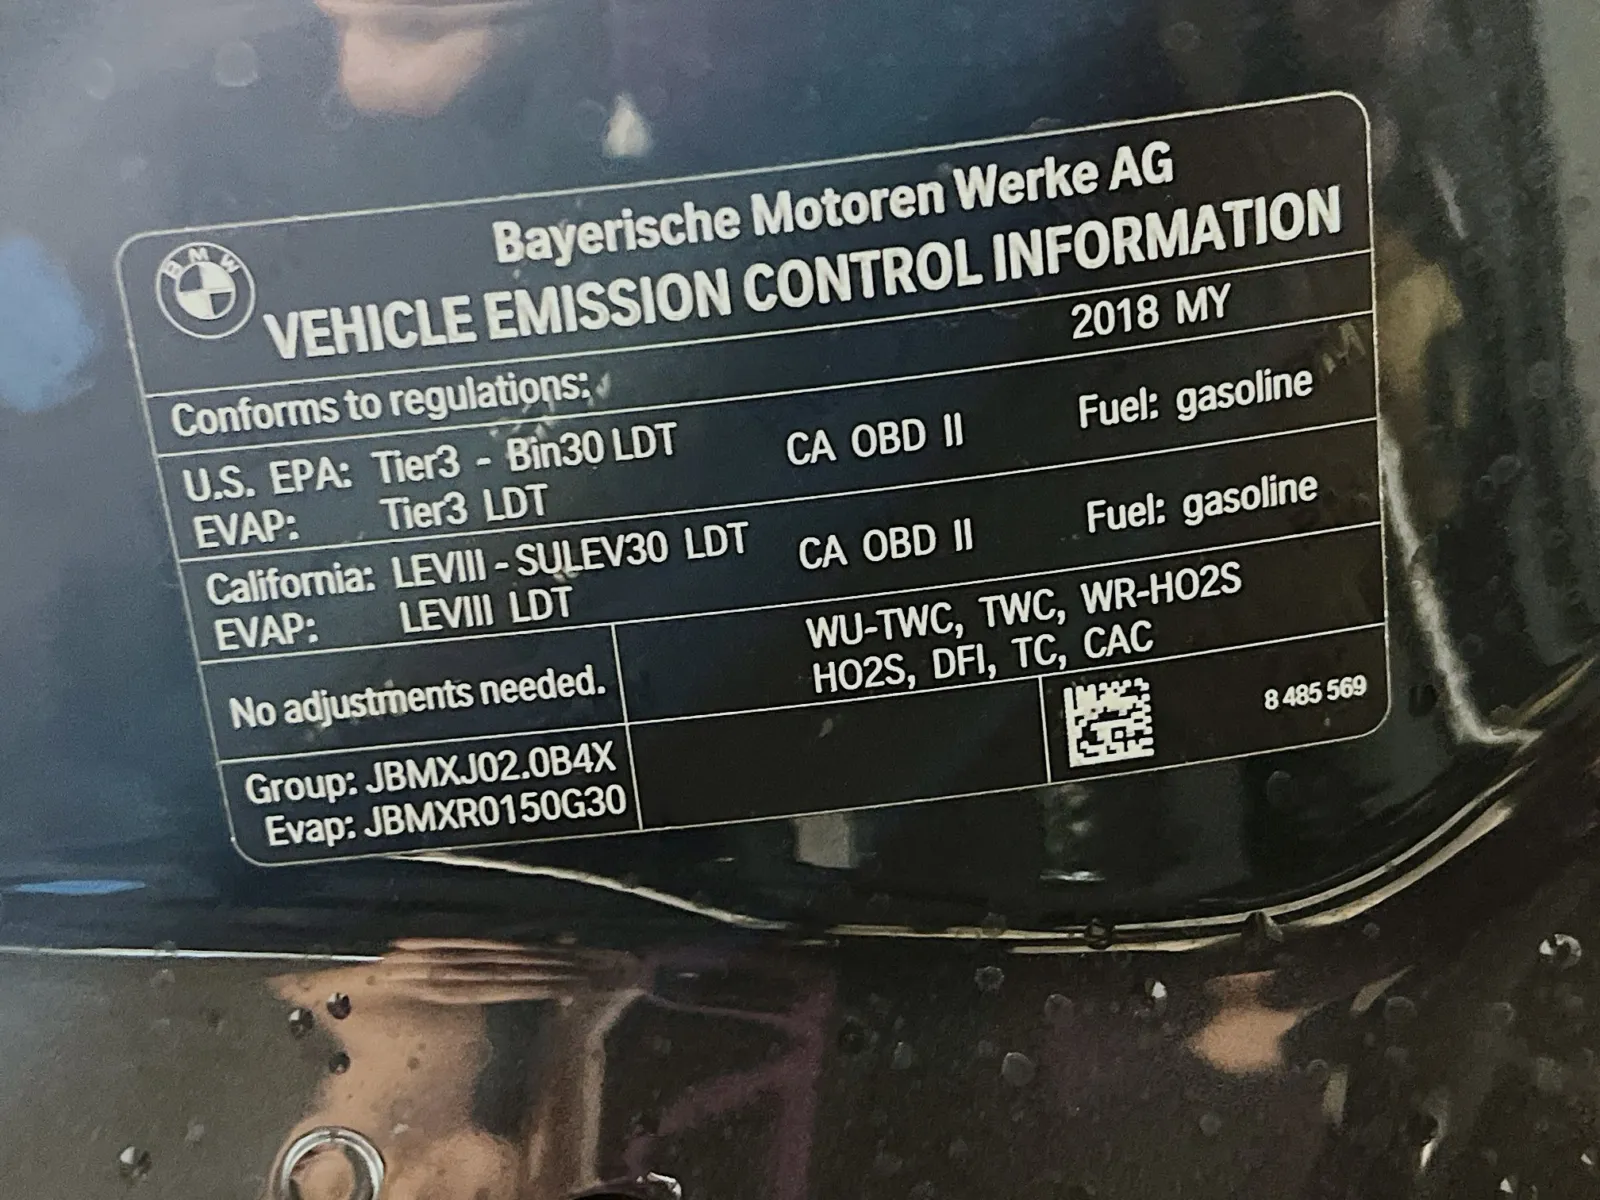 BMW
Bayerische Motoren Werke AG
VEHICLE EMISSION CONTROL INFORMATION
Conforms to regulations: 2018 MY
U.S. EPA: Tier3 - Bin30 LDT CA OBD II Fuel: gasoline
EVAP: Tier3 LDT
California: LEVIII - SULEV30 LDT CA OBD II Fuel: gasoline
EVAP: LEVIII LDT
No adjustments needed.
WU-TWC, TWC, WR-HO2S
HO2S, DFI, TC, CAC
Group: JBMXJ02.0B4X
Evap: JBMXR0150G30
8 485 569